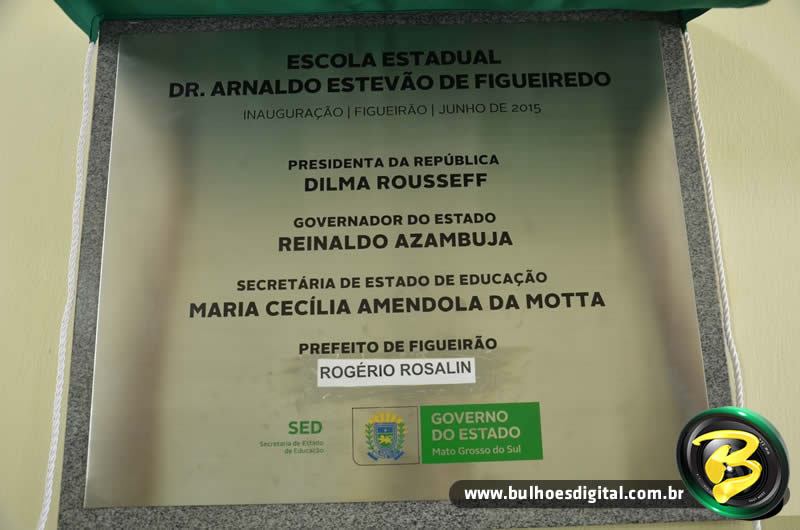 ESCOLA ESTADUAL
DR. ARNALDO ESTEVÃO DE FIGUEIREDO
INAUGURAÇÃO | FIGUEIRÃO | JUNHO DE 2015
PRESIDENTA DA REPÚBLICA
DILMA ROUSSEFF
GOVERNADOR DO ESTADO
REINALDO AZAMBUJA
SECRETÁRIA DE ESTADO DE EDUCAÇÃO
MARIA CECÍLIA AMENDOLA DA MOTTA
PREFEITO DE FIGUEIRÃO
ROGÉRIO ROSALIN
SED
Secretaria de Estado
de Educação
GOVERNO
DO ESTADO
Mato Grosso do Sul
www.bulhoesdigital.com.br
B